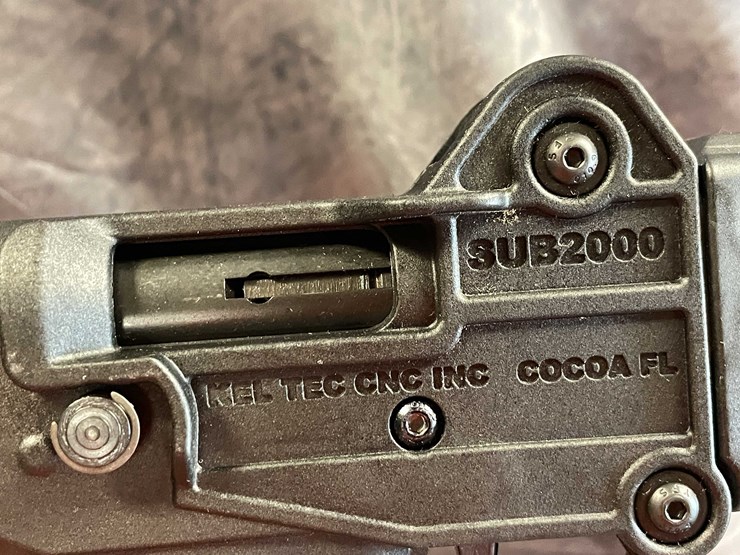 SUB2000
KEL TEC CNC INC COCOA FL